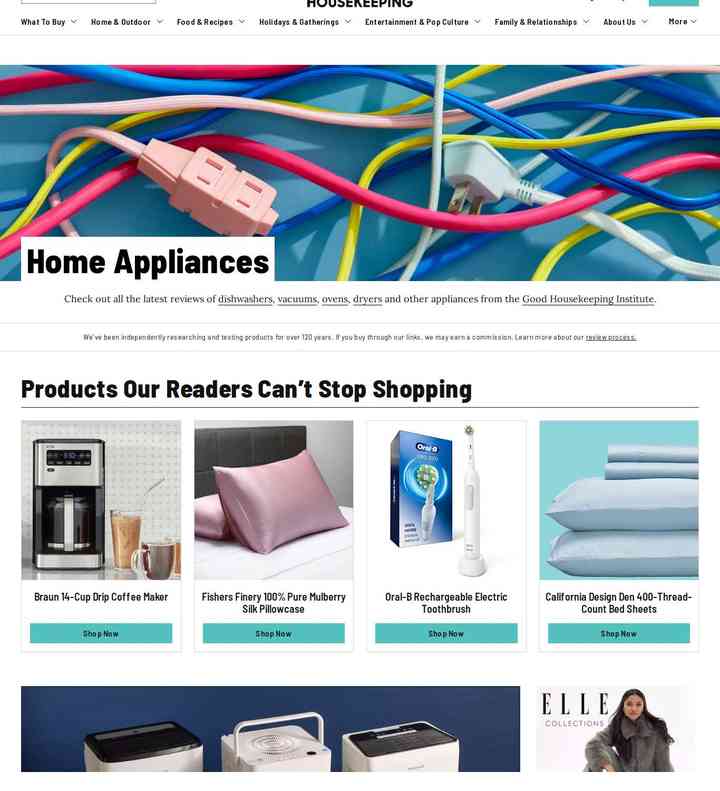 HOUSEKEEPING
What To Buy Home & Outdoor Food & Recipes Holidays & Gatherings Entertainment & Pop Culture Family & Relationships About Us More
Home Appliances
Check out all the latest reviews of dishwashers, vacuums, ovens, dryers and other appliances from the Good Housekeeping Institute.
We've been independently researching and testing products for over 120 years. If you buy through our links, we may earn a commission. Learn more about our review process.
Products Our Readers Can’t Stop Shopping
Oral-B
Braun 14-Cup Drip Coffee Maker
Shop Now
Fishers Finery 100% Pure Mulberry
Silk Pillowcase
Shop Now
Oral-B Rechargeable Electric
Toothbrush
Shop Now
California Design Den 400-Thread-
Count Bed Sheets
Shop Now
ELLE
COLLECTIONS